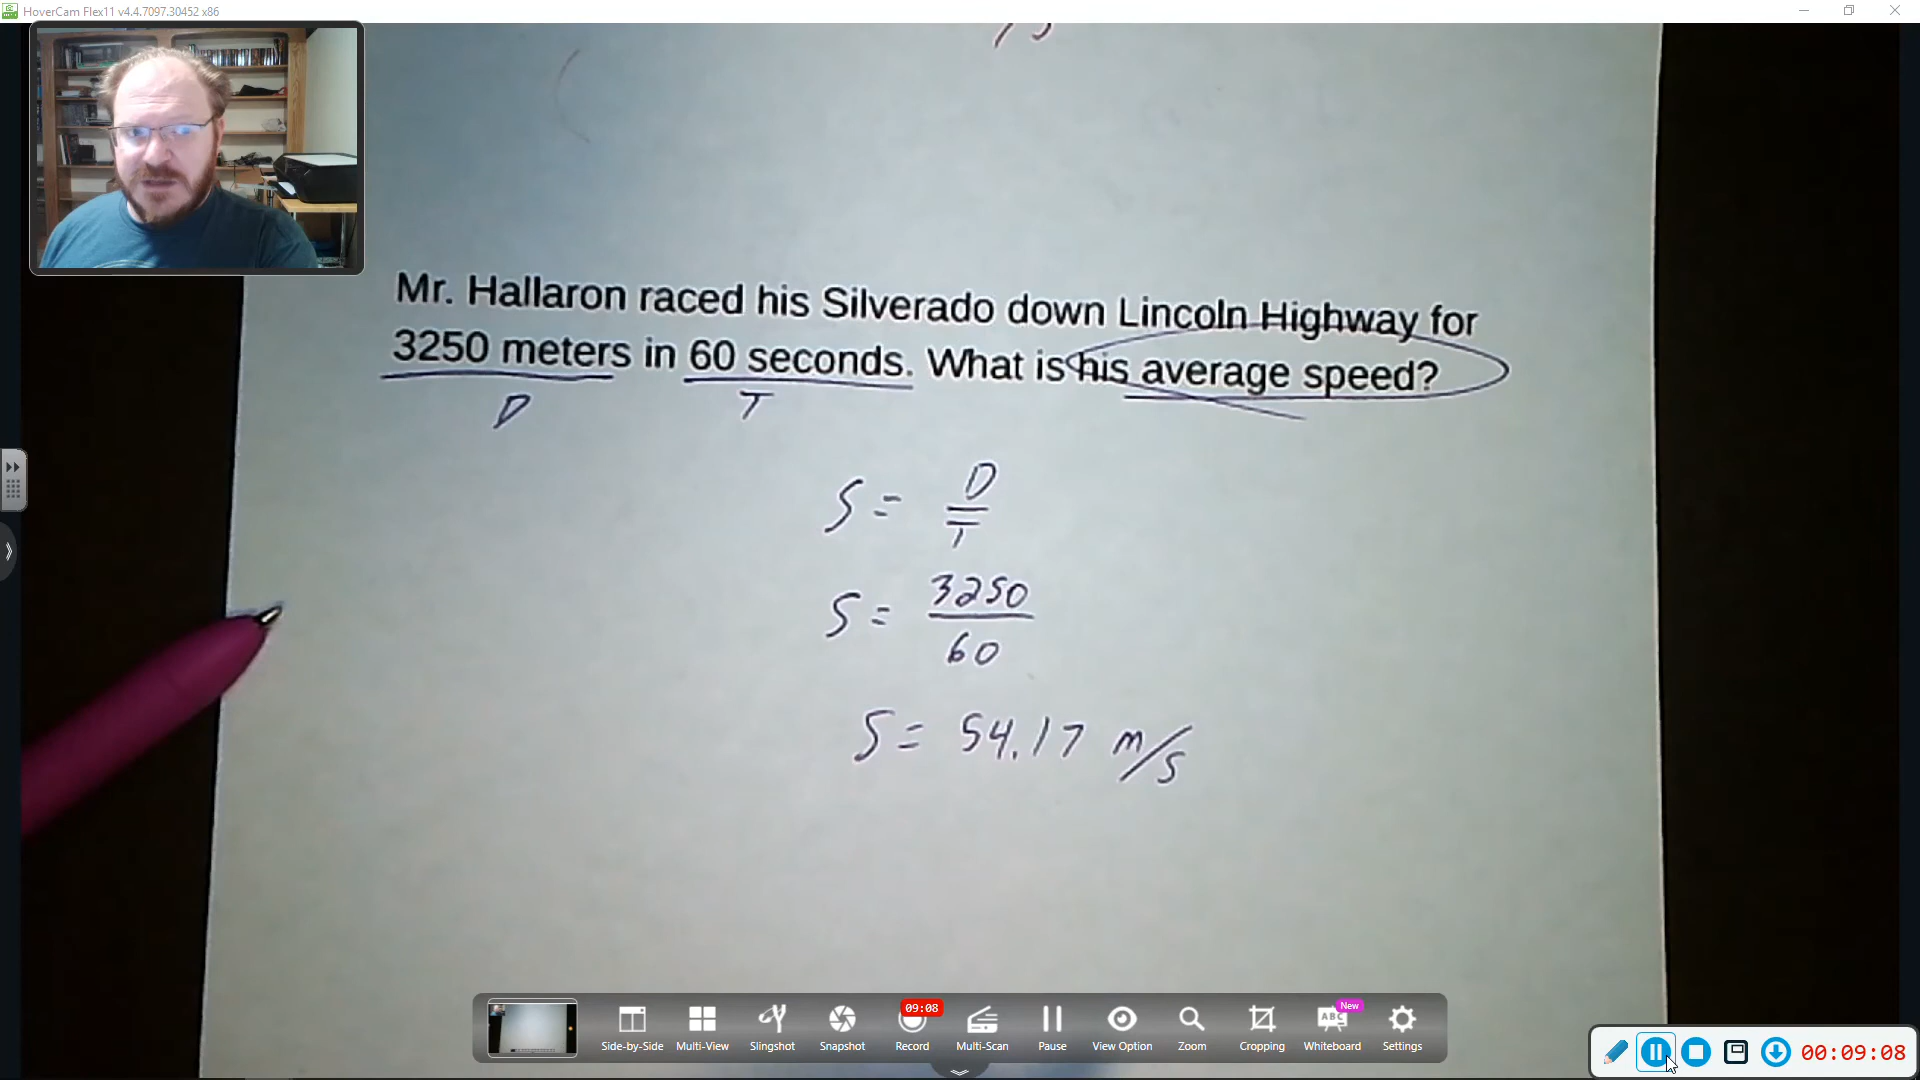 HoverCam Flex11 v4.4.7097.30452 x86
Mr. Hallaron raced his Silverado down Lincoln Highway for
3250 meters in 60 seconds. What is his average speed?
D T
S = D/T
S = 3250/60
S = 54.17 m/s
09:08
New
ABC
Side-by-Side Multi-View Slingshot Snapshot Record Multi-Scan Pause View Option Zoom Cropping Whiteboard Settings
00:09:08